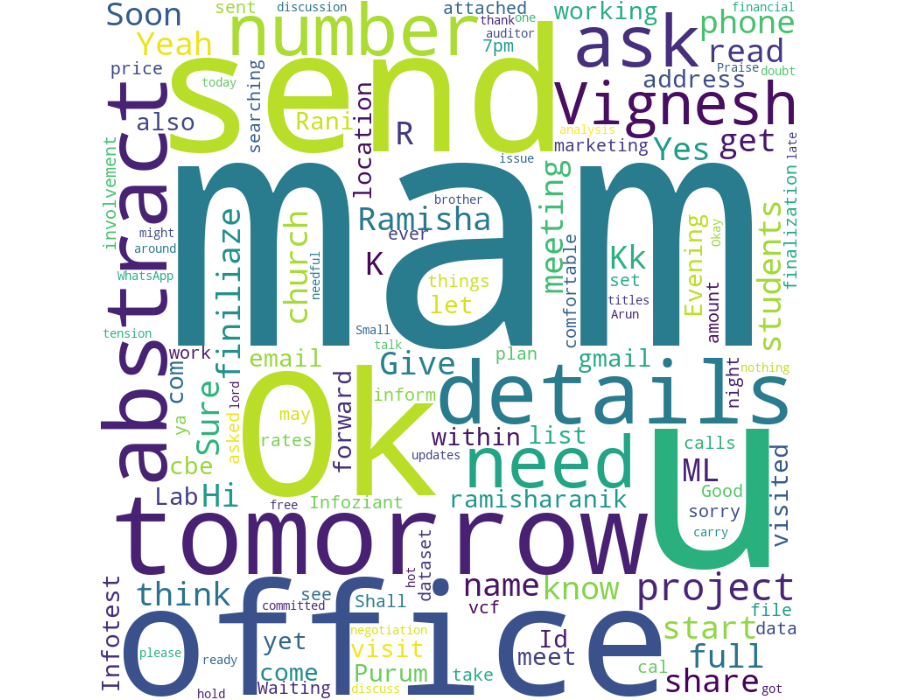 Soon
sent
discussion
attached
working
financial
number
thank
one
auditor
phone
Yeah
7pm
ask
read
price
today
searching
send
address
Praise
doubt
Vignesh
abstract
also
Rani
location
R
analysis
marketing
Yes
get
late
issue
involvement
mam
brother
Ramisha
ever
meeting
might
around
church
K
Kk
Evening
Okay
students
finalization
finiliaze
needful
things
let
comfortable
set
titles
Arun
amount
WhatsApp
tension
Small
talk
work
email
Give
plan
gmail
night
nothing
com
Sure
lord
Ok
details
ya
asked
may
rates
forward
inform
within
list
u
calls
cbe
updates
need
ML
Good
Lab
Hi
free
Infoziant
ramisharanik
sorry
visited
carry
tomorrow
dataset
hot
Infotest
think
see
committed
Shall
name
know
project
vcf
office
file
yet
negotiation
Id
start
data
please
ready
visit
meet
full
come
Purum
take
cal
share
Waiting
discuss
hold
got